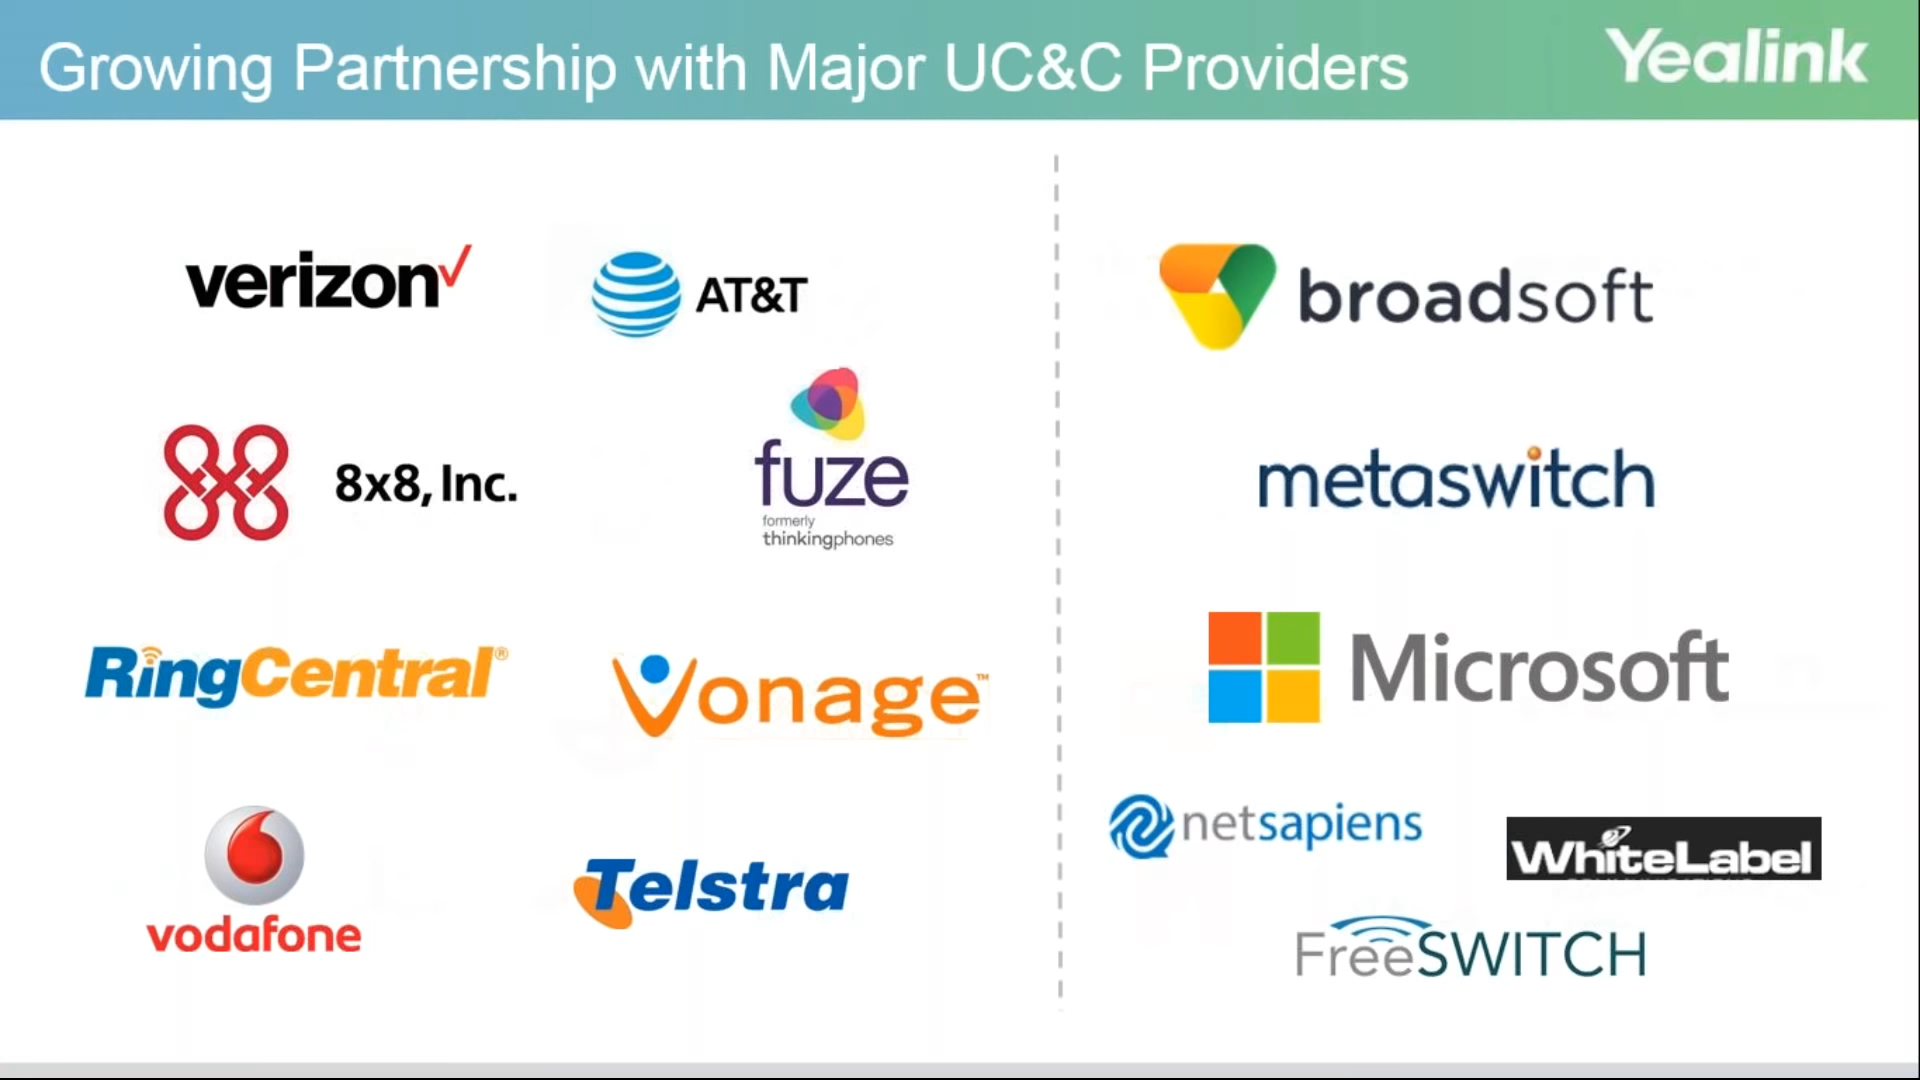 Growing Partnership with Major UC&C Providers
Yealink
verizon
AT&T
8x8, Inc.
fuze
formerly
thinkingphones
RingCentral®
Vonage™
vodafone
Telstra
broadsoft
metaswitch
Microsoft
netsapiens
WhiteLabel
FreeSWITCH